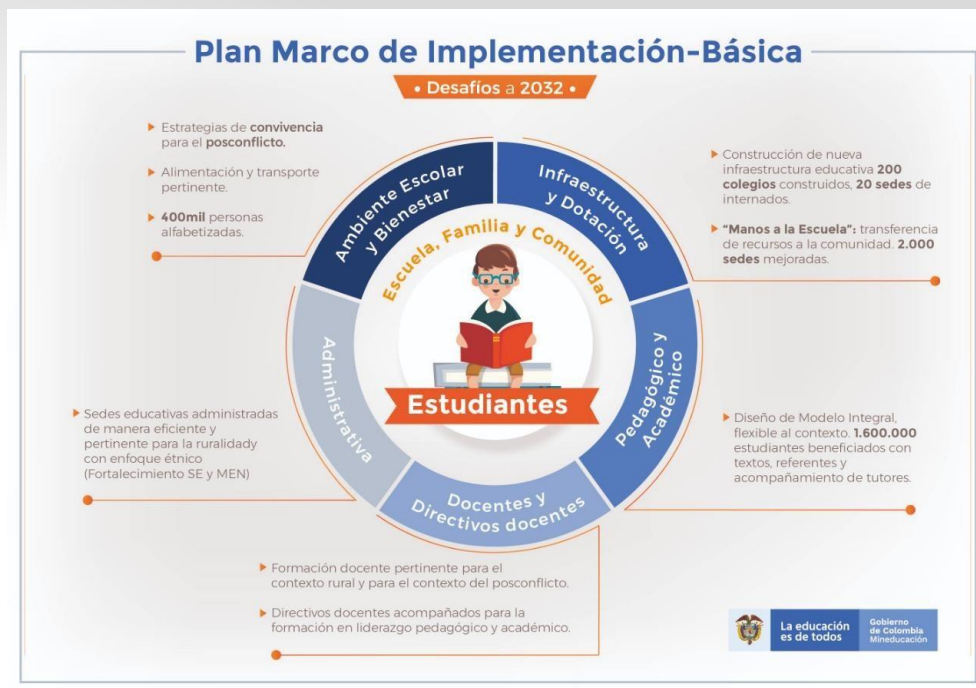 Plan Marco de Implementación-Básica
• Desafíos a 2032 •
Estrategias de convivencia
para el posconflicto.
Alimentación y transporte
pertinente.
400mil personas
alfabetizadas.
Ambiente Escolar
y Bienestar
Infraestructura
y Dotación
Construcción de nueva
infraestructura educativa 200
colegios construidos, 20 sedes de
internados.
"Manos a la Escuela": transferencia
de recursos a la comunidad. 2.000
sedes mejoradas.
Escuela, Familia y Comunidad
Estudiantes
Administrativa
Pedagógico y
Académico
Sedes educativas administradas
de manera eficiente y
pertinente para la ruralidady
con enfoque étnico
(Fortalecimiento SE y MEN)
Diseño de Modelo Integral,
flexible al contexto. 1.600.000
estudiantes beneficiados con
textos, referentes y
acompañamiento de tutores.
Docentes y
Directivos docentes
Formación docente pertinente para el
contexto rural y para el contexto del posconflicto.
Directivos docentes acompañados para la
formación en liderazgo pedagógico y académico.
La educación
es de todos
Gobierno
de Colombia
Mineducación